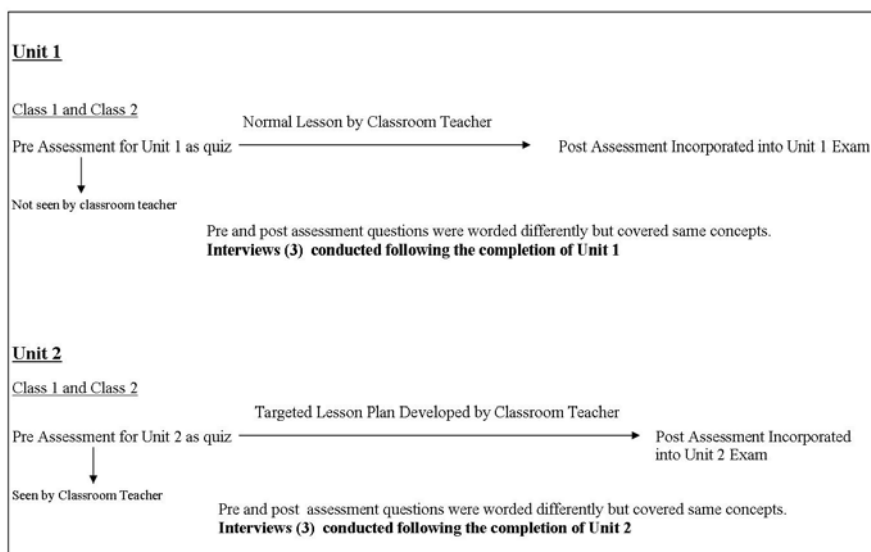 Unit 1
Class 1 and Class 2
Normal Lesson by Classroom Teacher
Pre Assessment for Unit 1 as quiz
Post Assessment Incorporated into Unit 1 Exam
Not seen by classroom teacher
Pre and post assessment questions were worded differently but covered same concepts.
Interviews (3) conducted following the completion of Unit 1
Unit 2
Class 1 and Class 2
Targeted Lesson Plan Developed by Classroom Teacher
Pre Assessment for Unit 2 as quiz
Post Assessment Incorporated
into Unit 2 Exam
Seen by Classroom Teacher
Pre and post assessment questions were worded differently but covered same concepts.
Interviews (3) conducted following the completion of Unit 2